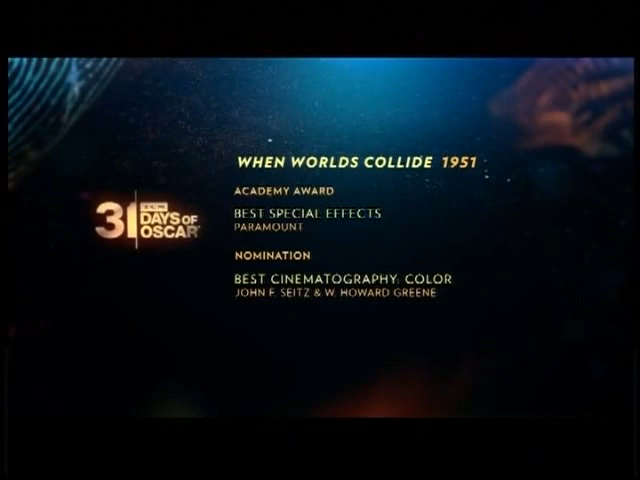 WHEN WORLDS COLLIDE 1951
ACADEMY AWARD
BEST SPECIAL EFFECTS
PARAMOUNT
NOMINATION
BEST CINEMATOGRAPHY: COLOR
JOHN F. SEITZ & W. HOWARD GREENE
31
TCM
DAYS OF
OSCAR